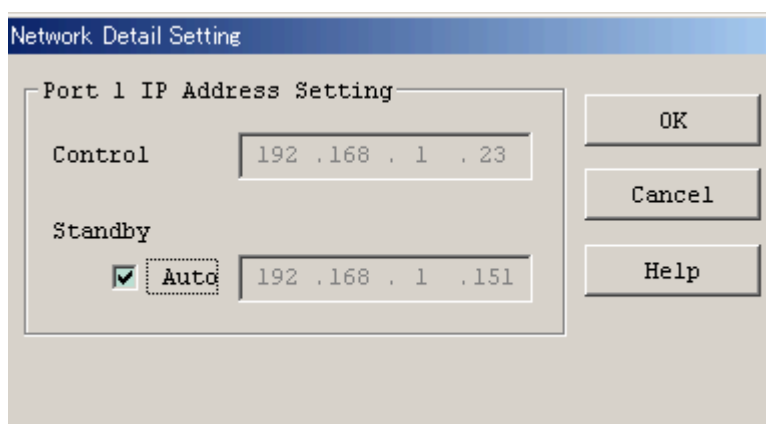 Network Detail Setting
Port 1 IP Address Setting
OK
Control 192 .168 . 1 . 23
Cancel
Standby
Auto 192 .168 . 1 .151
Help